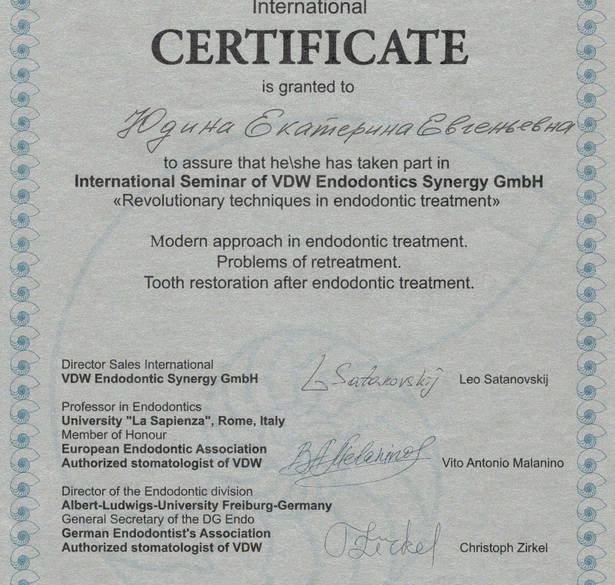 International
CERTIFICATE
is granted to
Юдина Екатерина Евгеньевна
to assure that he\she has taken part in
International Seminar of VDW Endodontics Synergy GmbH
«Revolutionary techniques in endodontic treatment»
Modern approach in endodontic treatment.
Problems of retreatment.
Tooth restoration after endodontic treatment.
Director Sales International
VDW Endodontic Synergy GmbH
L Satanovskij
Leo Satanovskij
Professor in Endodontics
University "La Sapienza", Rome, Italy
Member of Honour
European Endodontic Association
Authorized stomatologist of VDW
Vito Antonio Malanino
Director of the Endodontic division
Albert-Ludwigs-University Freiburg-Germany
General Secretary of the DG Endo
German Endodontist's Association
Authorized stomatologist of VDW
Zirkel
Christoph Zirkel